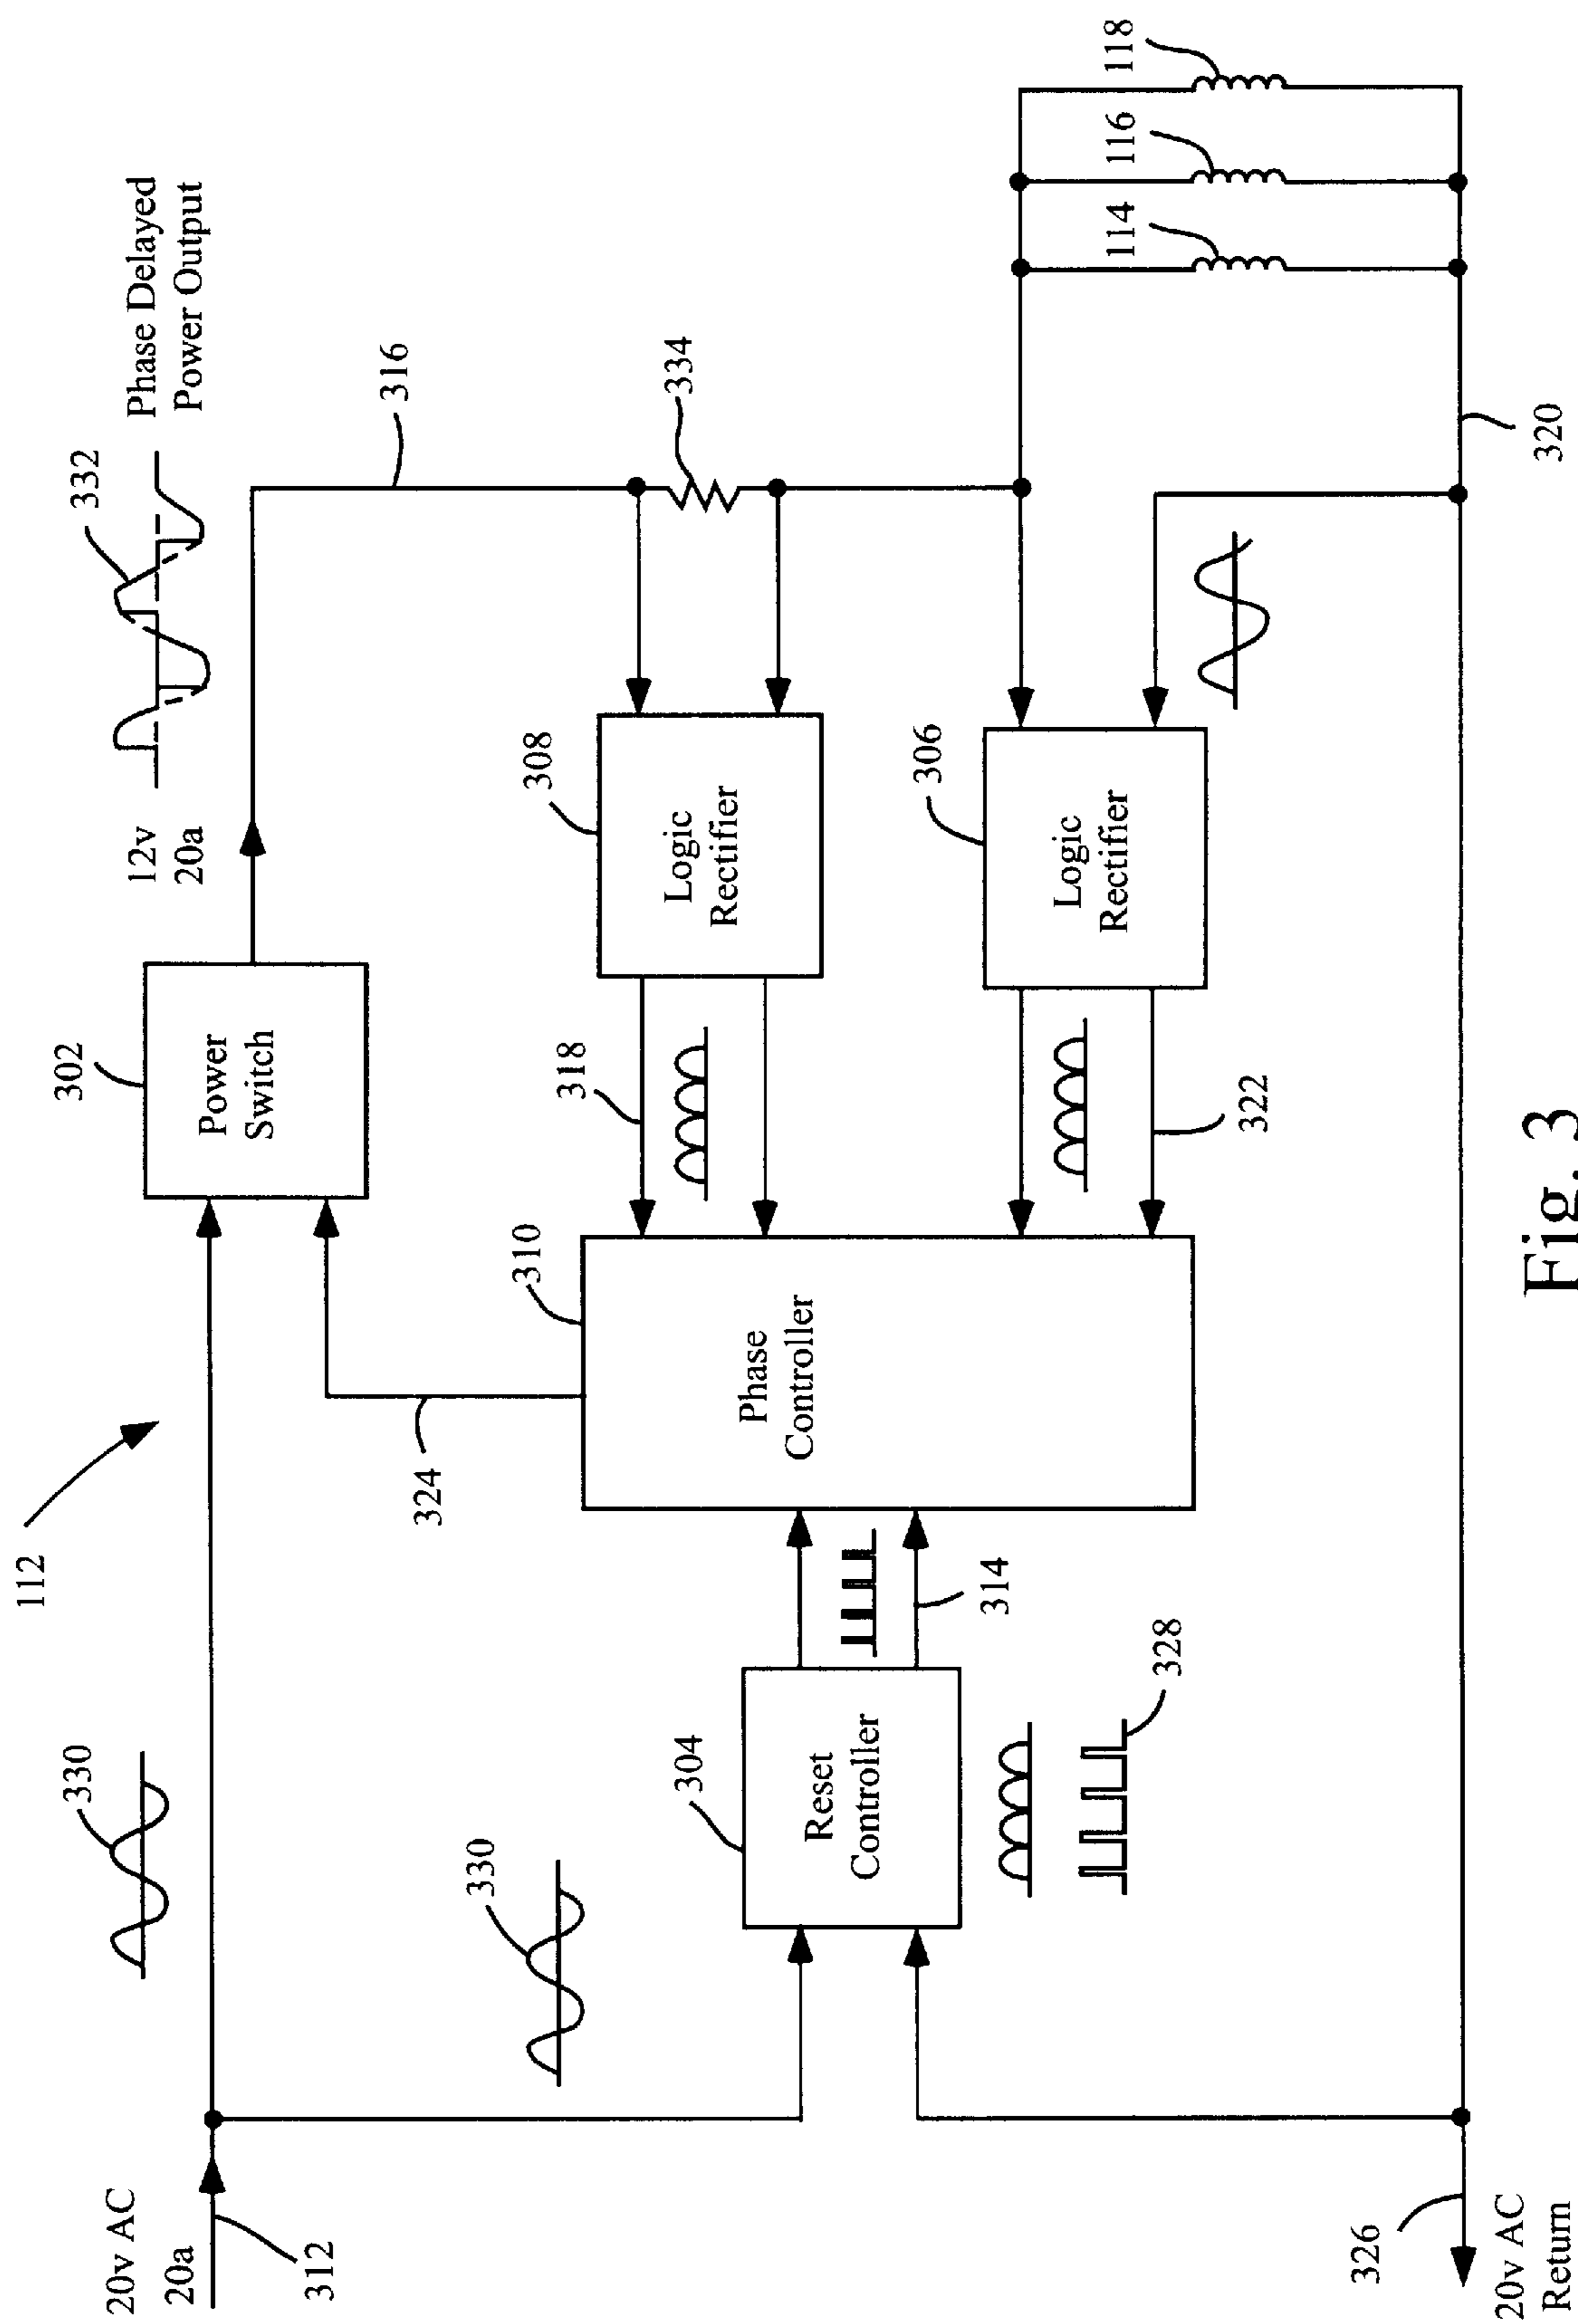 112
330
302
332
Phase Delayed
Power Output
12v
20a
20v AC
20a
312
Power
Switch
316
324
330
310
318
308
334
Logic
Rectifier
304
Reset
Controller
328
314
Phase
Controller
322
306
Logic
Rectifier
114
116
118
326
320
20v AC
Return
Fig. 3